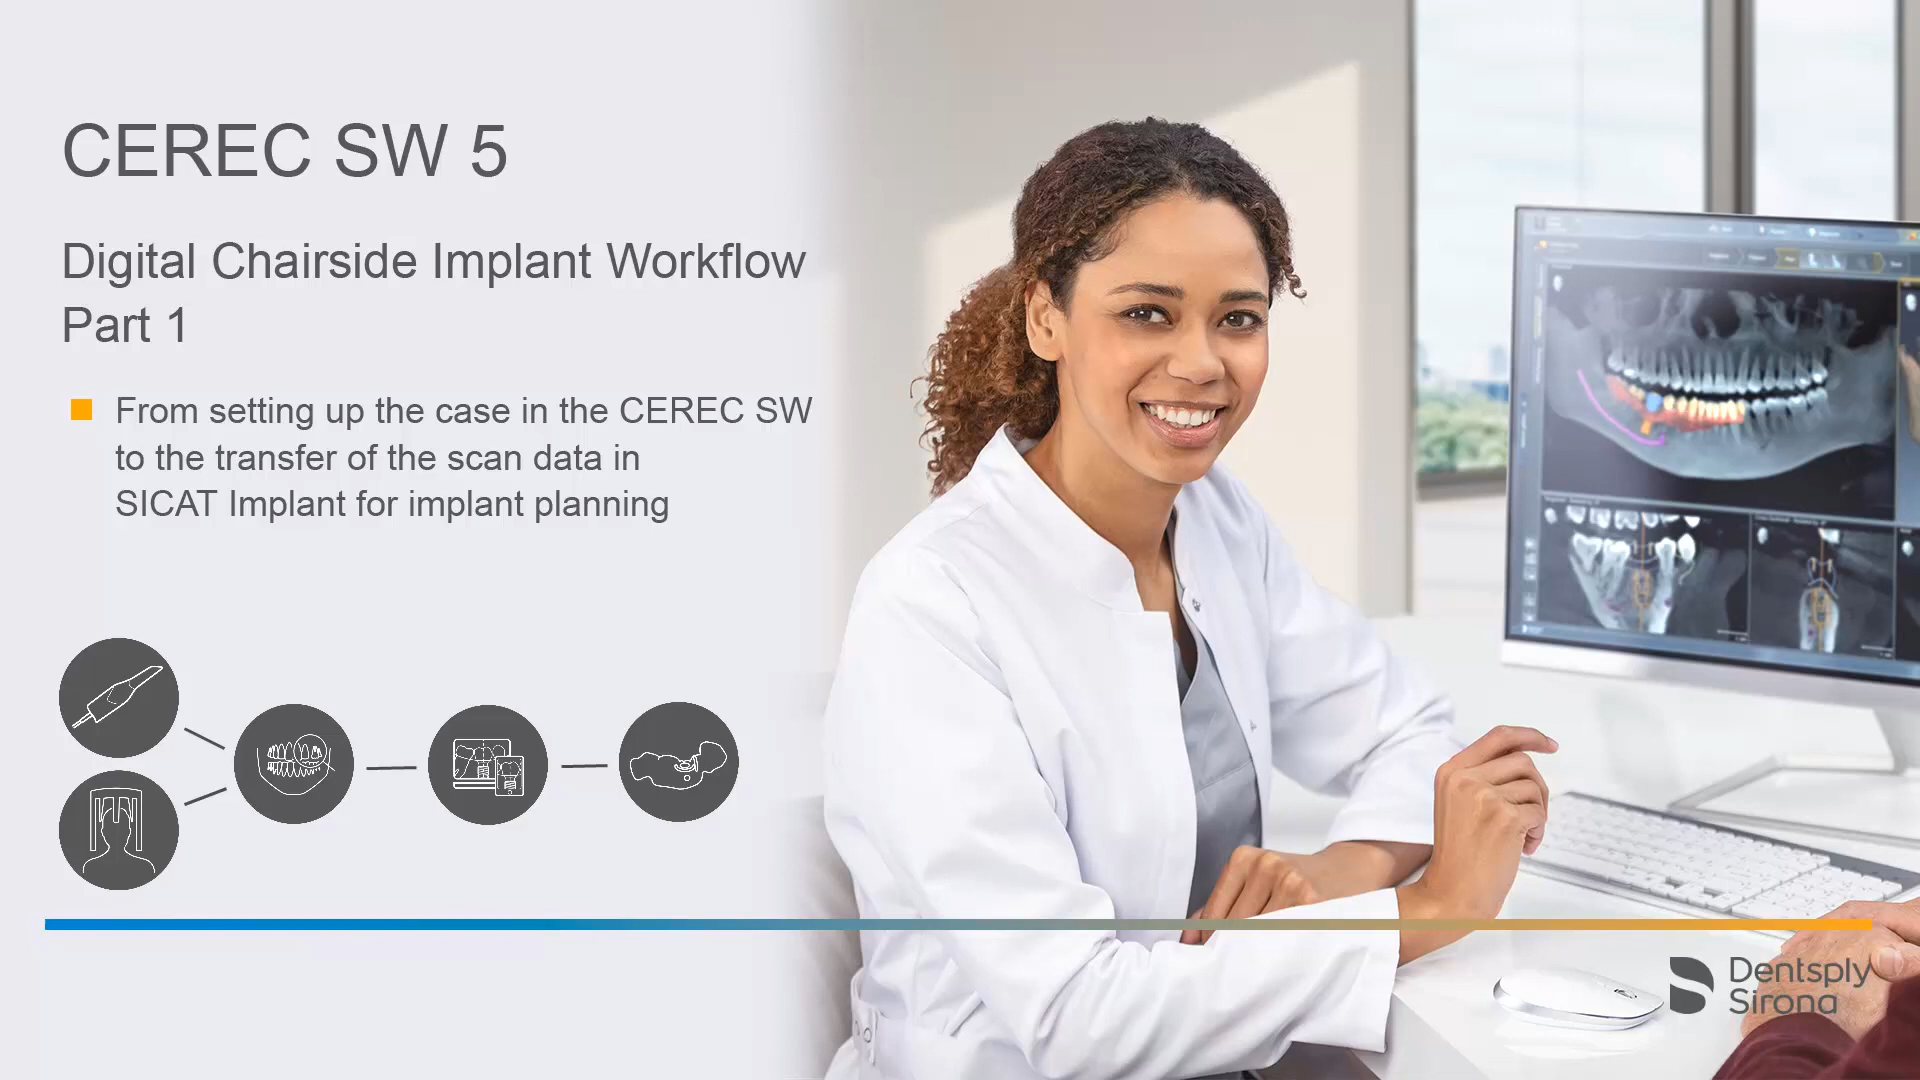 CEREC SW 5
Digital Chairside Implant Workflow
Part 1
From setting up the case in the CEREC SW
to the transfer of the scan data in
SICAT Implant for implant planning
Dentsply
Sirona